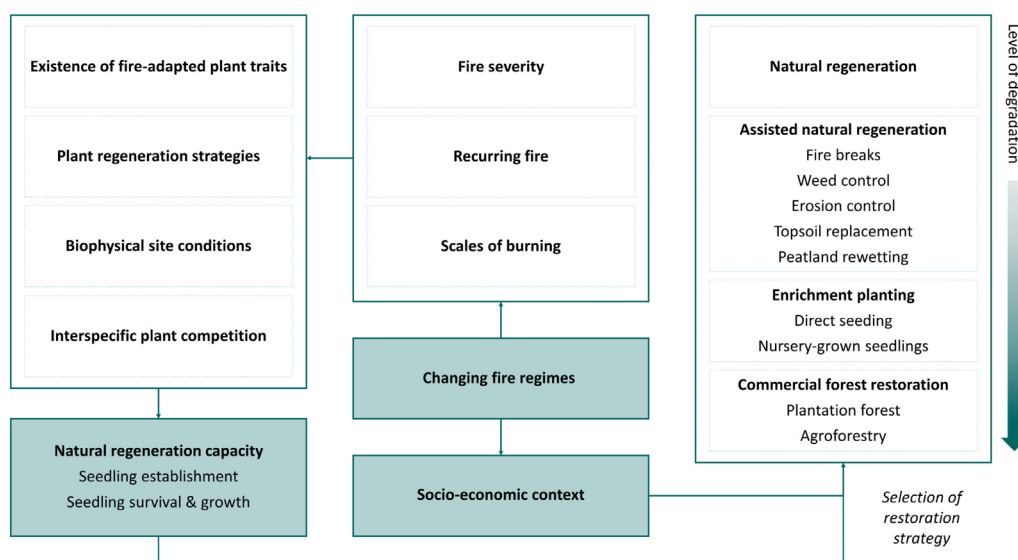 Existence of fire-adapted plant traits
Plant regeneration strategies
Biophysical site conditions
Interspecific plant competition
Natural regeneration capacity
Seedling establishment
Seedling survival & growth
Fire severity
Recurring fire
Scales of burning
Changing fire regimes
Socio-economic context
Natural regeneration
Assisted natural regeneration
Fire breaks
Weed control
Erosion control
Topsoil replacement
Peatland rewetting
Enrichment planting
Direct seeding
Nursery-grown seedlings
Commercial forest restoration
Plantation forest
Agroforestry
Level of degradation
Selection of
restoration
strategy